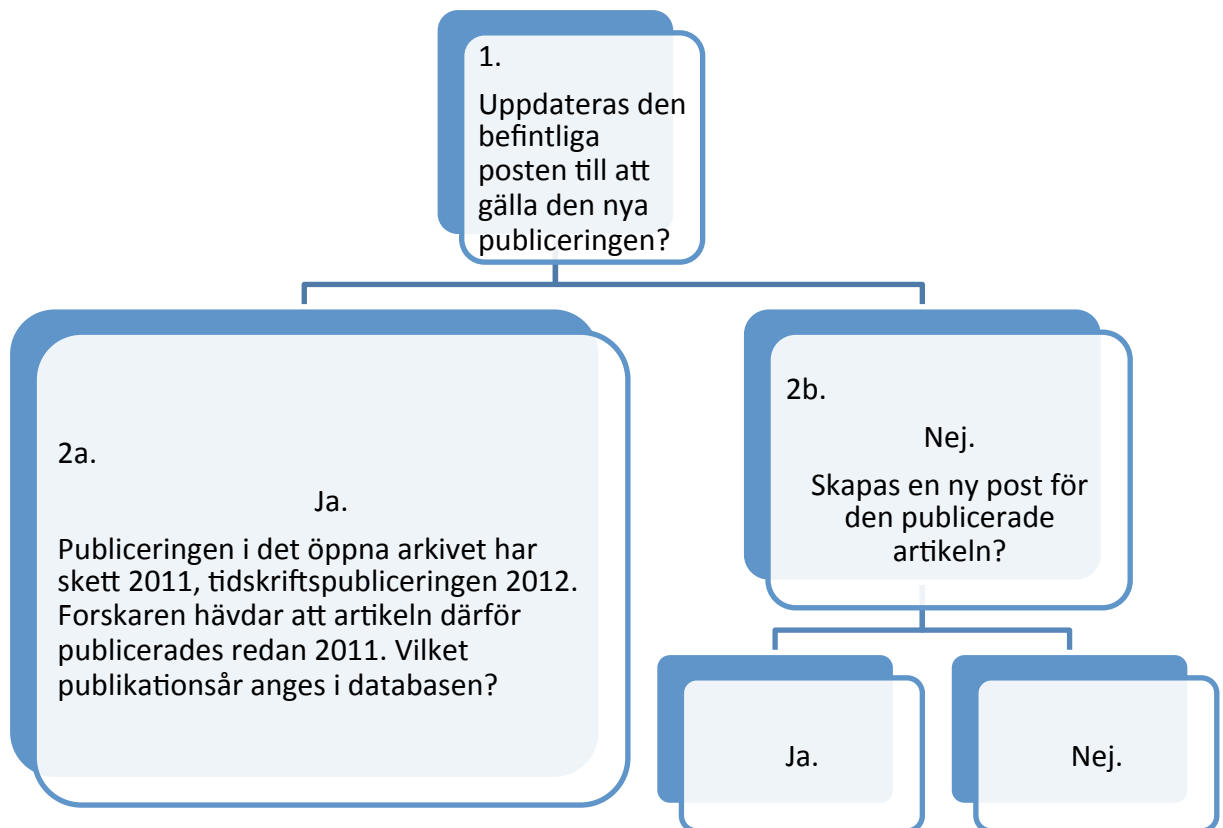 1.
Uppdateras den
befintliga
posten till att
gälla den nya
publiceringen?
2a.
Ja.
Publiceringen i det öppna arkivet har
skett 2011, tidskriftspubliceringen 2012.
Forskaren hävdar att artikeln därför
publicerades redan 2011. Vilket
publikationsår anges i databasen?
2b.
Nej.
Skapas en ny post för
den publicerade
artikeln?
Ja.
Nej.